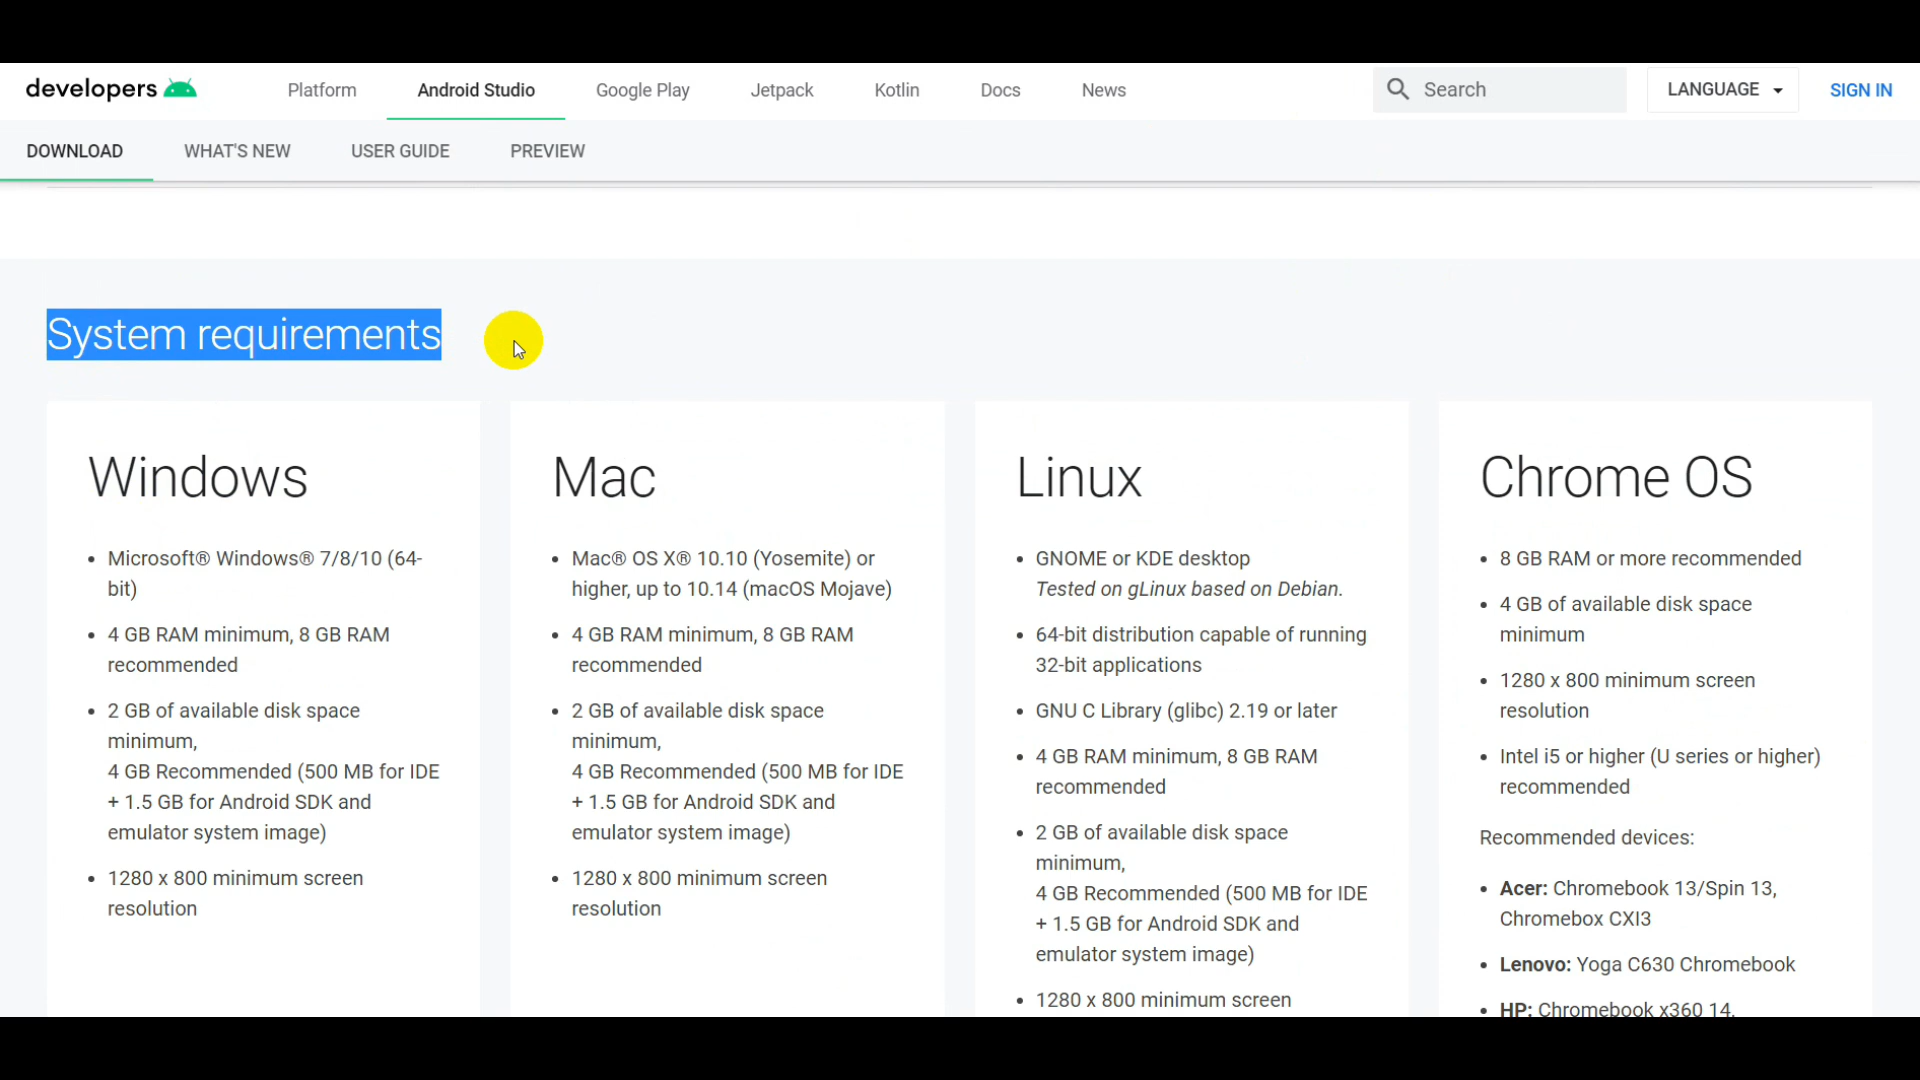 developers
Platform
Android Studio
Google Play
Jetpack
Kotlin
Docs
News
Search
LANGUAGE
SIGN IN
DOWNLOAD
WHAT'S NEW
USER GUIDE
PREVIEW
System requirements
Windows
• Microsoft® Windows® 7/8/10 (64-
bit)
• 4 GB RAM minimum, 8 GB RAM
recommended
• 2 GB of available disk space
minimum,
4 GB Recommended (500 MB for IDE
+ 1.5 GB for Android SDK and
emulator system image)
• 1280 x 800 minimum screen
resolution
Mac
• Mac® OS X® 10.10 (Yosemite) or
higher, up to 10.14 (macOS Mojave)
• 4 GB RAM minimum, 8 GB RAM
recommended
• 2 GB of available disk space
minimum,
4 GB Recommended (500 MB for IDE
+ 1.5 GB for Android SDK and
emulator system image)
• 1280 x 800 minimum screen
resolution
Linux
• GNOME or KDE desktop
Tested on gLinux based on Debian.
• 64-bit distribution capable of running
32-bit applications
• GNU C Library (glibc) 2.19 or later
• 4 GB RAM minimum, 8 GB RAM
recommended
• 2 GB of available disk space
minimum,
4 GB Recommended (500 MB for IDE
+ 1.5 GB for Android SDK and
emulator system image)
• 1280 x 800 minimum screen
Chrome OS
• 8 GB RAM or more recommended
• 4 GB of available disk space
minimum
• 1280 x 800 minimum screen
resolution
• Intel i5 or higher (U series or higher)
recommended
Recommended devices:
• Acer: Chromebook 13/Spin 13,
Chromebox CXI3
• Lenovo: Yoga C630 Chromebook
• HP: Chromebook x360 14,